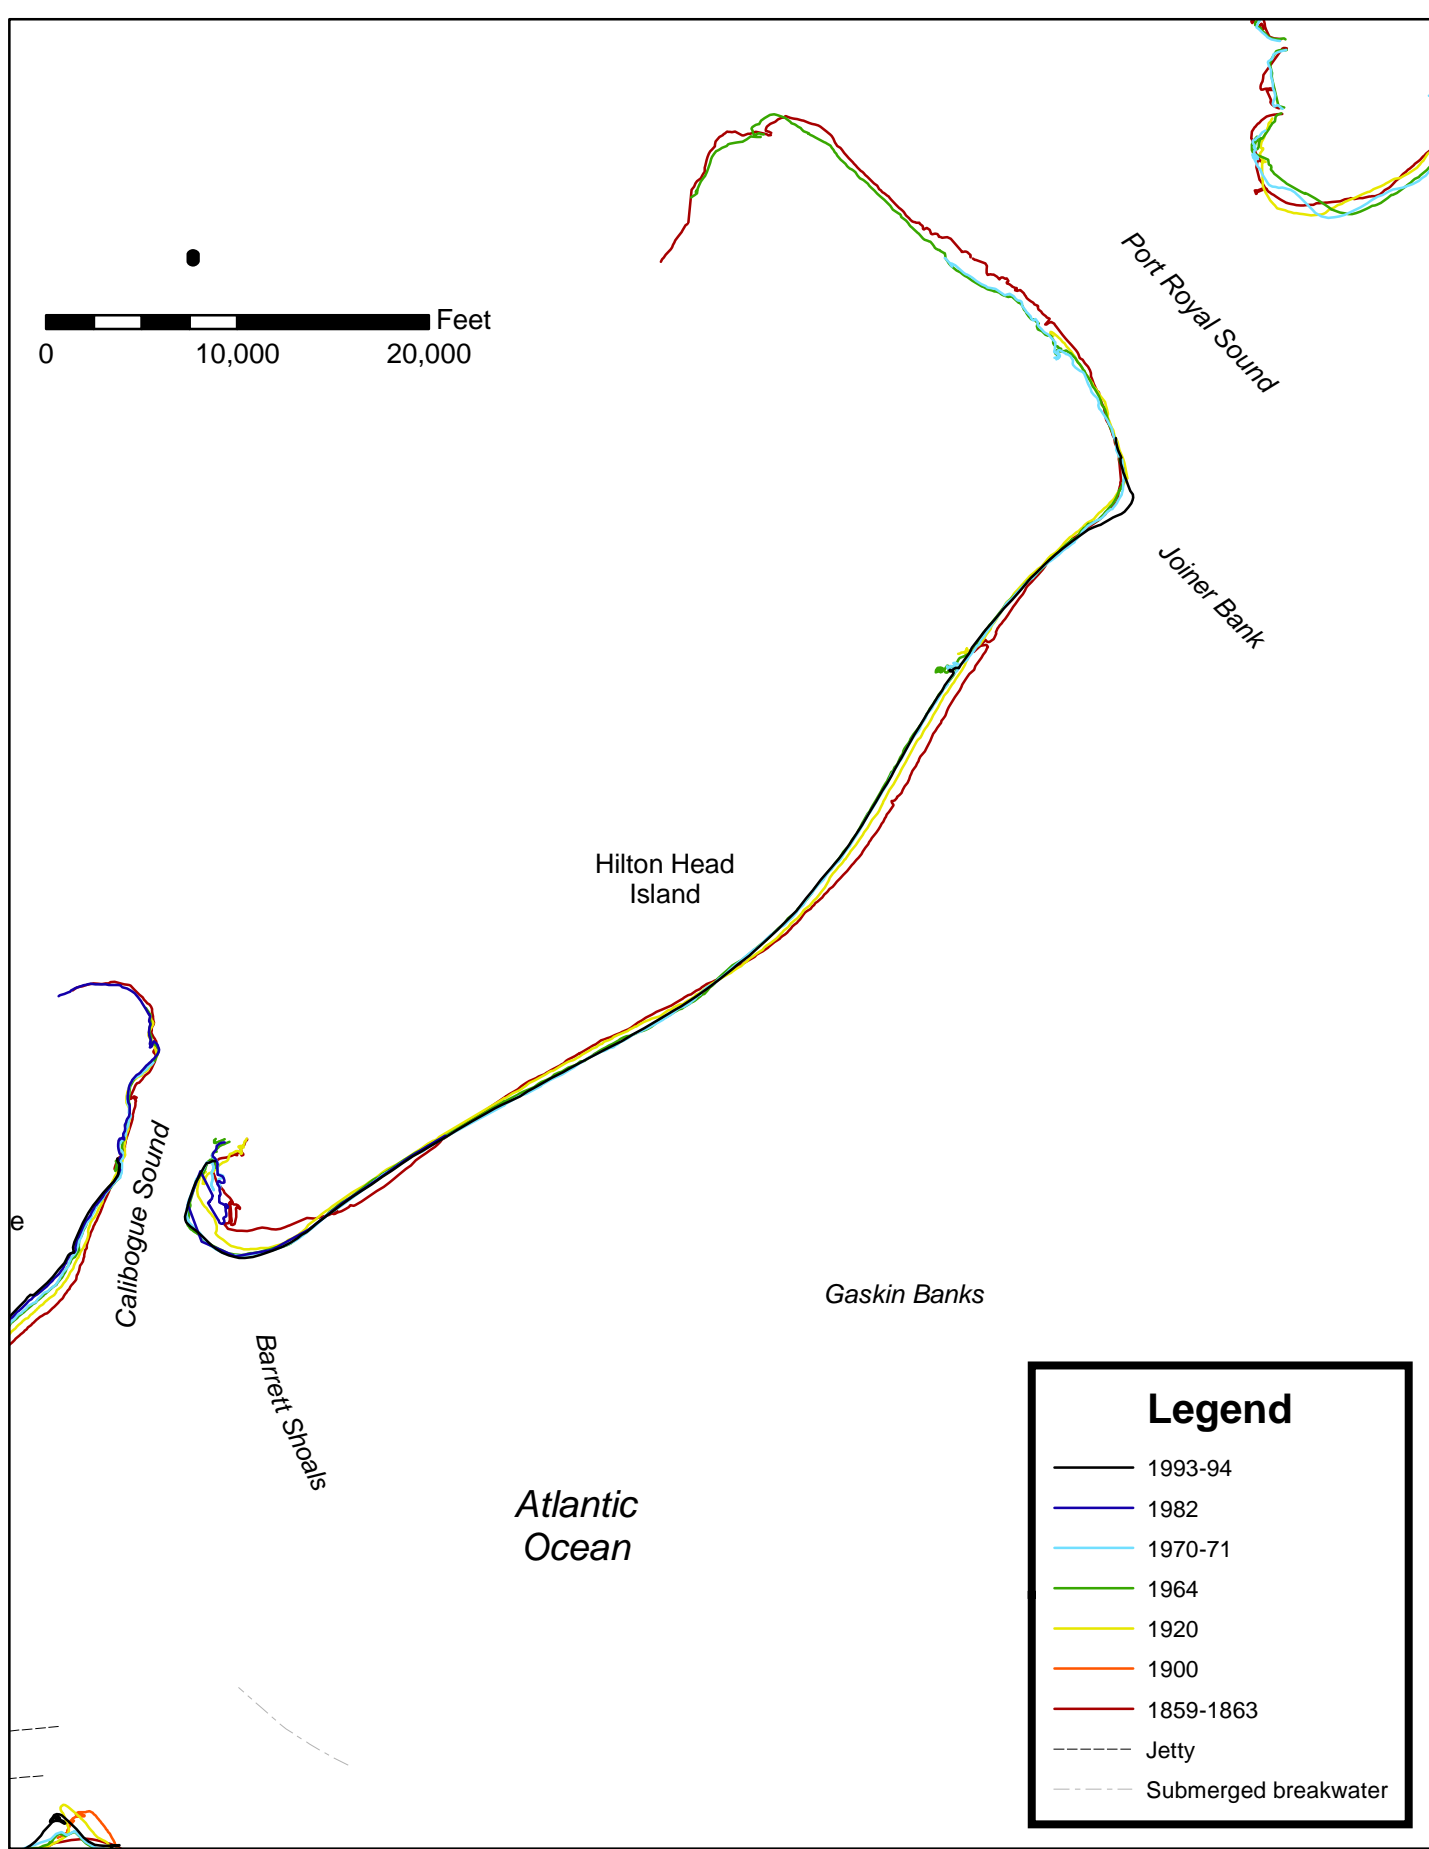 Port Royal Sound
Feet
0 10,000 20,000
Joiner Bank
Hilton Head
Island
Calibogue Sound
e
Gaskin Banks
Barrett Shoals
Atlantic
Ocean
Legend
1993-94
1982
1970-71
1964
1920
1900
1859-1863
Jetty
Submerged breakwater